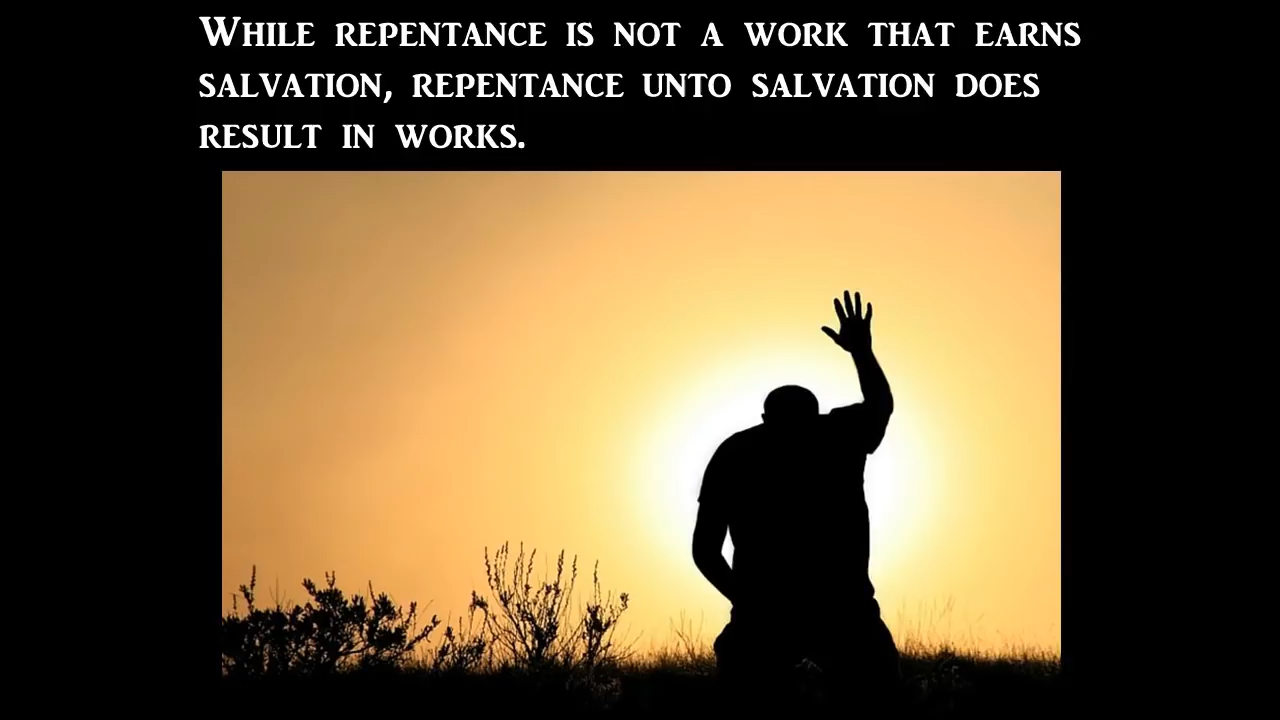 While repentance is not a work that earns
salvation, repentance unto salvation does
result in works.